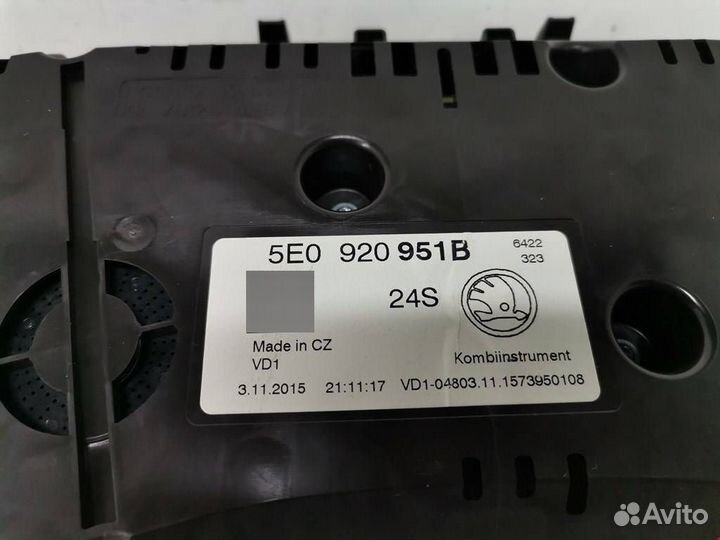 5E0 920 951B
6422
323
24S
Made in CZ
VD1
Kombiinstrument
3.11.2015 21:11:17 VD1-04803.11.1573950108
Avito